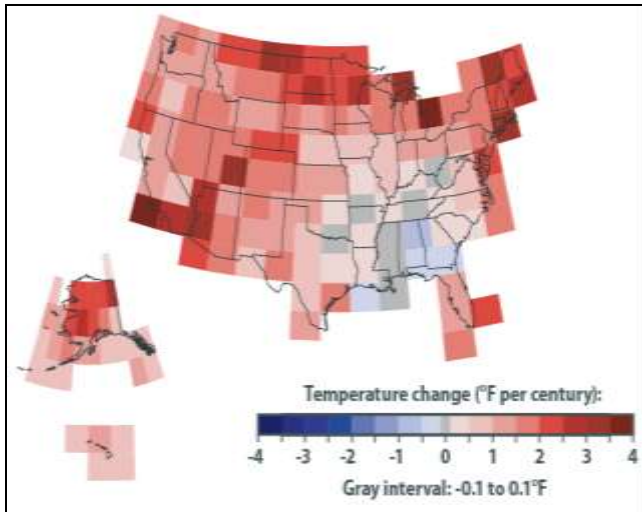 Temperature change (°F per century):
-4 -3 -2 -1 0 1 2 3 4
Gray interval: -0.1 to 0.1°F